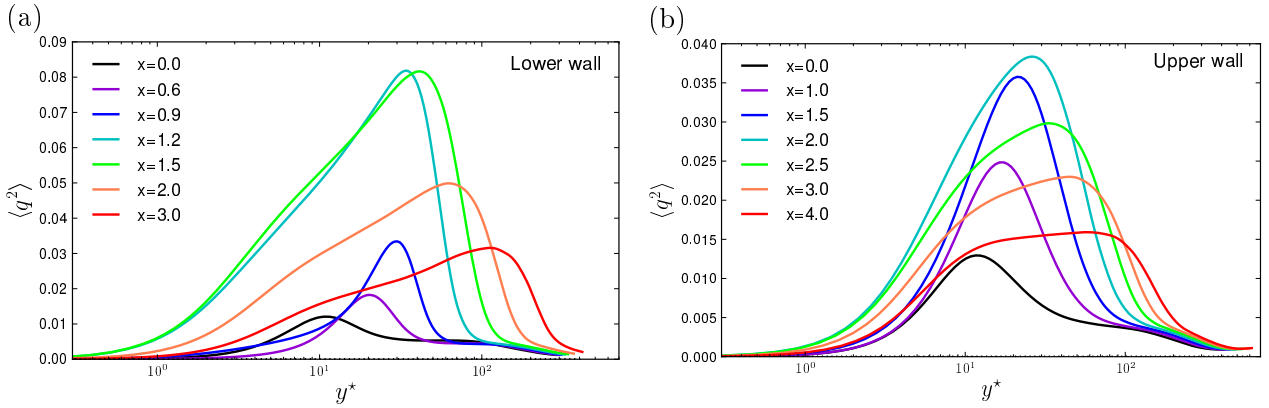 (a)
Lower wall
x=0.0
x=0.6
x=0.9
x=1.2
x=1.5
x=2.0
x=3.0
0.09
0.08
0.07
0.06
0.05
0.04
0.03
0.02
0.01
0.00
⟨q²⟩
10⁰ 10¹ 10²
y⋆
(b)
Upper wall
x=0.0
x=1.0
x=1.5
x=2.0
x=2.5
x=3.0
x=4.0
0.040
0.035
0.030
0.025
0.020
0.015
0.010
0.005
0.000
⟨q²⟩
10⁰ 10¹ 10²
y⋆